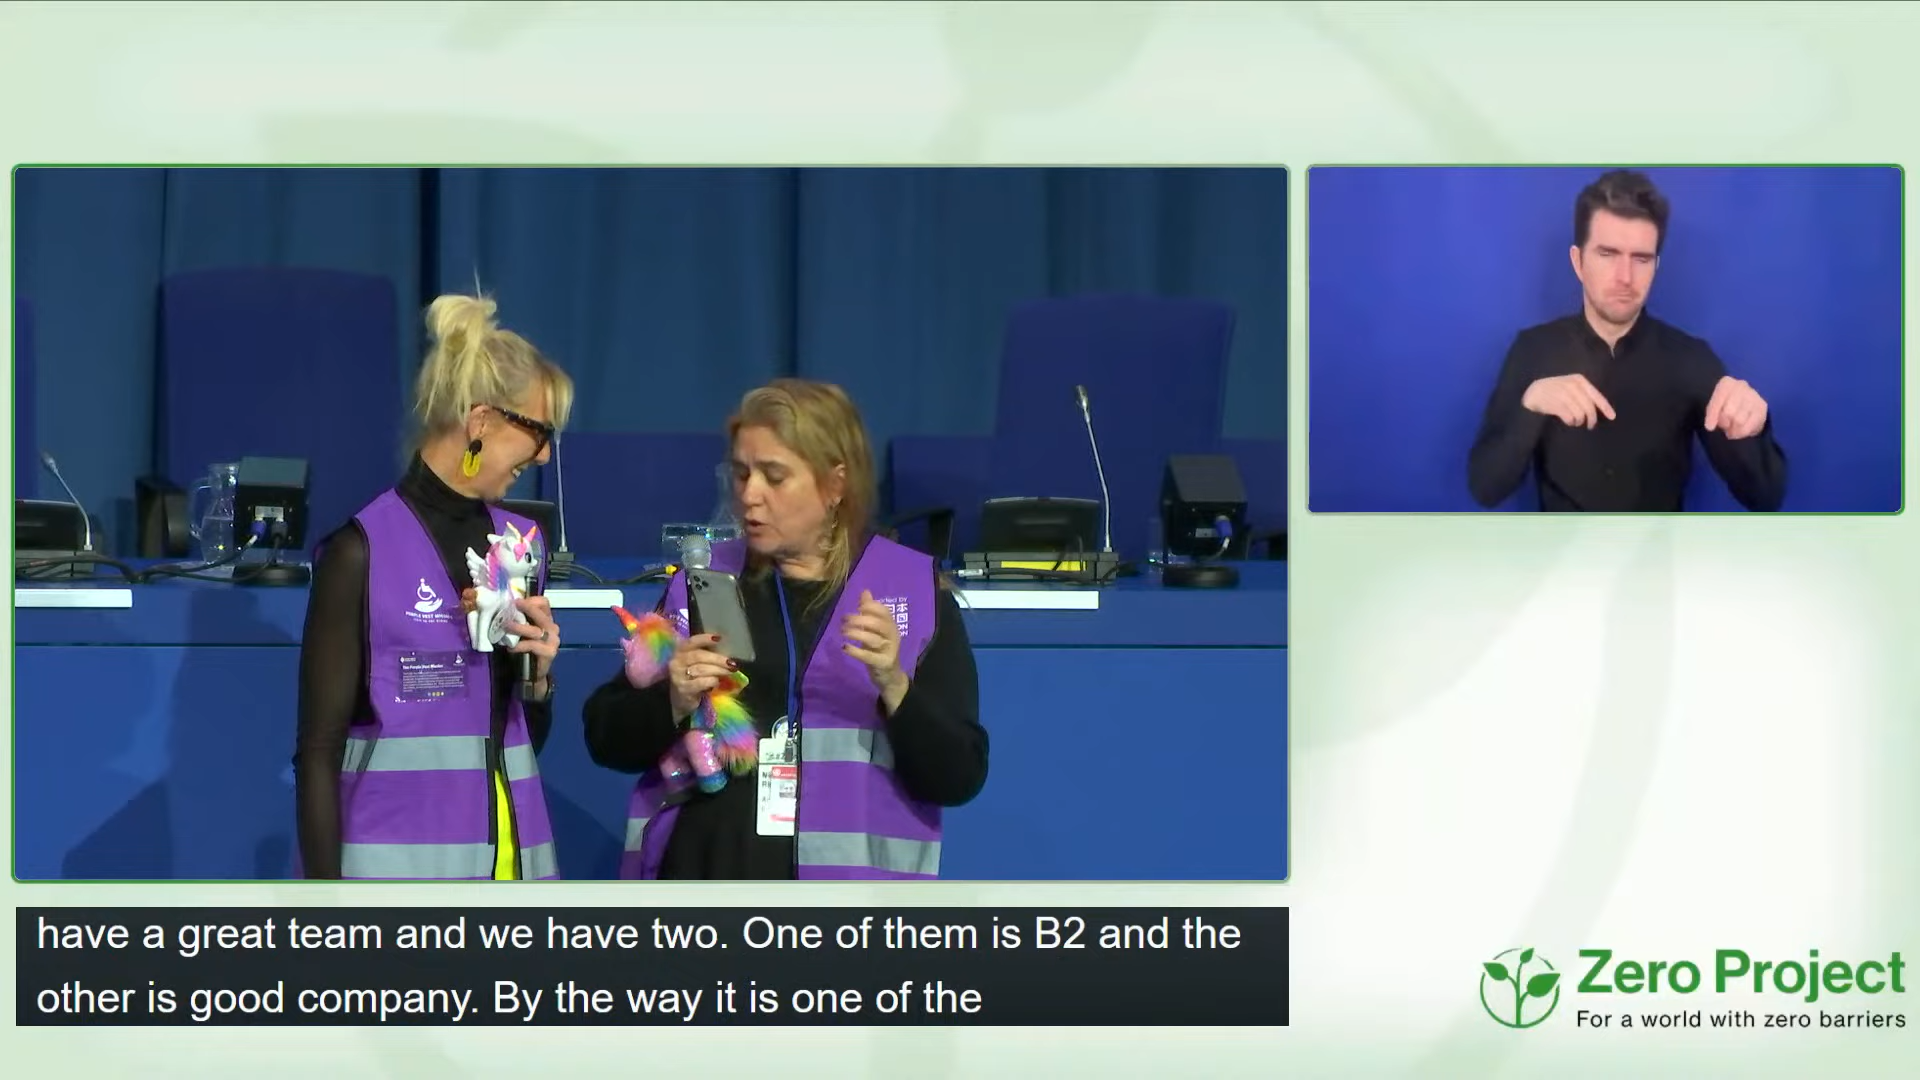 have a great team and we have two. One of them is B2 and the
other is good company. By the way it is one of the
Zero Project
For a world with zero barriers